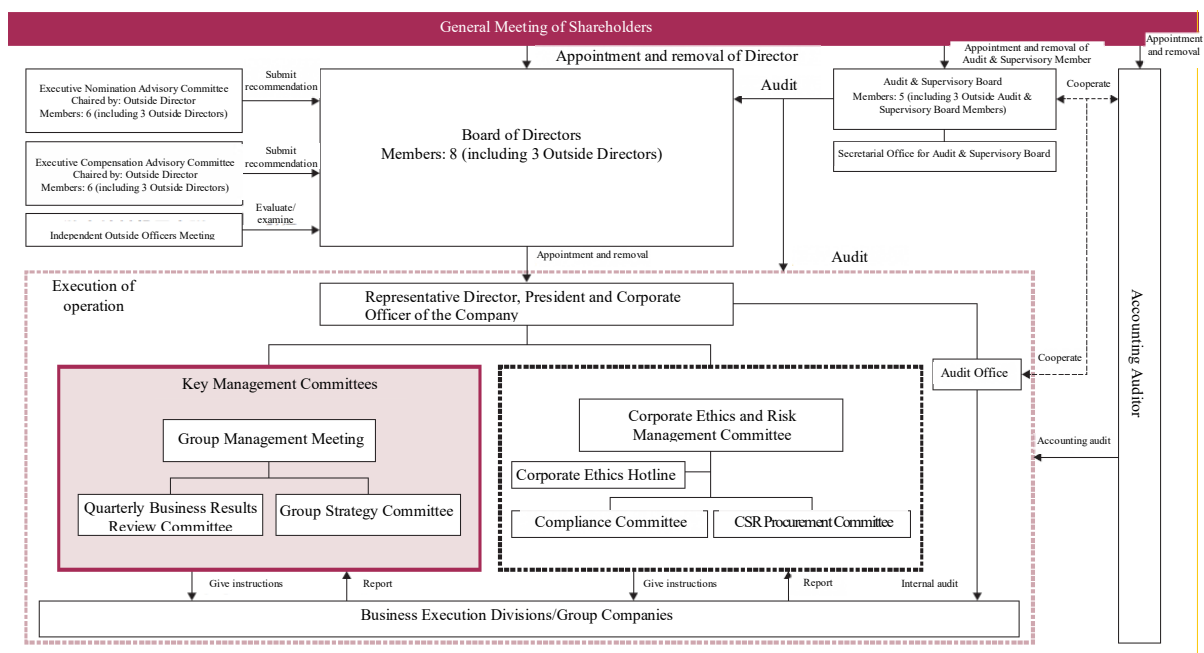 General Meeting of Shareholders
Appointment and removal of Director
Appointment and removal of
Audit & Supervisory Member
Appointment
and removal
Executive Nomination Advisory Committee
Chaired by: Outside Director
Members: 6 (including 3 Outside Directors)
Submit
recommendation
Executive Compensation Advisory Committee
Chaired by: Outside Director
Members: 6 (including 3 Outside Directors)
Submit
recommendation
Independent Outside Officers Meeting
Evaluate/
examine
Board of Directors
Members: 8 (including 3 Outside Directors)
Audit
Audit & Supervisory Board
Members: 5 (including 3 Outside Audit &
Supervisory Board Members)
Secretarial Office for Audit & Supervisory Board
Cooperate
Appointment and removal
Audit
Execution of
operation
Representative Director, President and Corporate
Officer of the Company
Key Management Committees
Group Management Meeting
Quarterly Business Results
Review Committee
Group Strategy Committee
Corporate Ethics and Risk
Management Committee
Corporate Ethics Hotline
Compliance Committee
CSR Procurement Committee
Audit Office
Cooperate
Accounting audit
Accounting Auditor
Give instructions
Report
Give instructions
Report
Internal audit
Business Execution Divisions/Group Companies